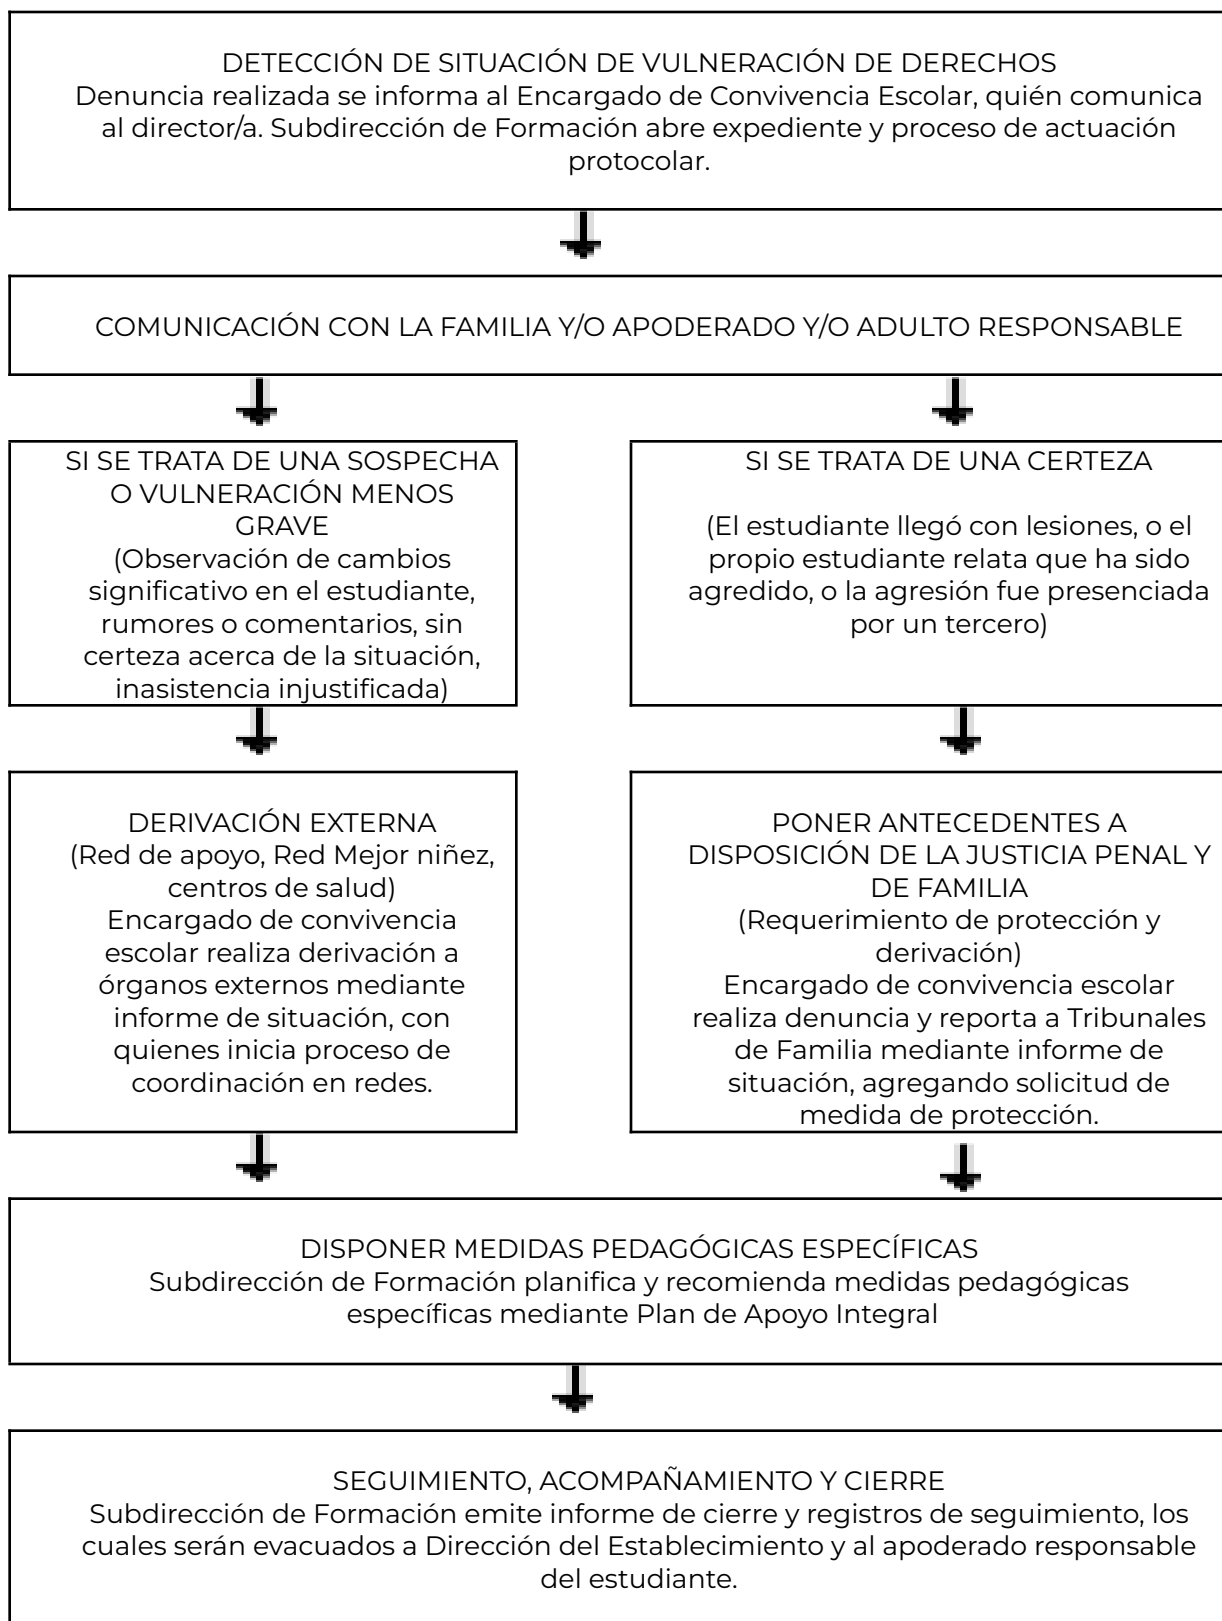 DETECCIÓN DE SITUACIÓN DE VULNERACIÓN DE DERECHOS
Denuncia realizada se informa al Encargado de Convivencia Escolar, quién comunica
al director/a. Subdirección de Formación abre expediente y proceso de actuación
protocolar.
COMUNICACIÓN CON LA FAMILIA Y/O APODERADO Y/O ADULTO RESPONSABLE
SI SE TRATA DE UNA SOSPECHA
O VULNERACIÓN MENOS
GRAVE
(Observación de cambios
significativo en el estudiante,
rumores o comentarios, sin
certeza acerca de la situación,
inasistencia injustificada)
SI SE TRATA DE UNA CERTEZA
(El estudiante llegó con lesiones, o el
propio estudiante relata que ha sido
agredido, o la agresión fue presenciada
por un tercero)
DERIVACIÓN EXTERNA
(Red de apoyo, Red Mejor niñez,
centros de salud)
Encargado de convivencia
escolar realiza derivación a
órganos externos mediante
informe de situación, con
quienes inicia proceso de
coordinación en redes.
PONER ANTECEDENTES A
DISPOSICIÓN DE LA JUSTICIA PENAL Y
DE FAMILIA
(Requerimiento de protección y
derivación)
Encargado de convivencia escolar
realiza denuncia y reporta a Tribunales
de Familia mediante informe de
situación, agregando solicitud de
medida de protección.
DISPONER MEDIDAS PEDAGÓGICAS ESPECÍFICAS
Subdirección de Formación planifica y recomienda medidas pedagógicas
específicas mediante Plan de Apoyo Integral
SEGUIMIENTO, ACOMPAÑAMIENTO Y CIERRE
Subdirección de Formación emite informe de cierre y registros de seguimiento, los
cuales serán evacuados a Dirección del Establecimiento y al apoderado responsable
del estudiante.